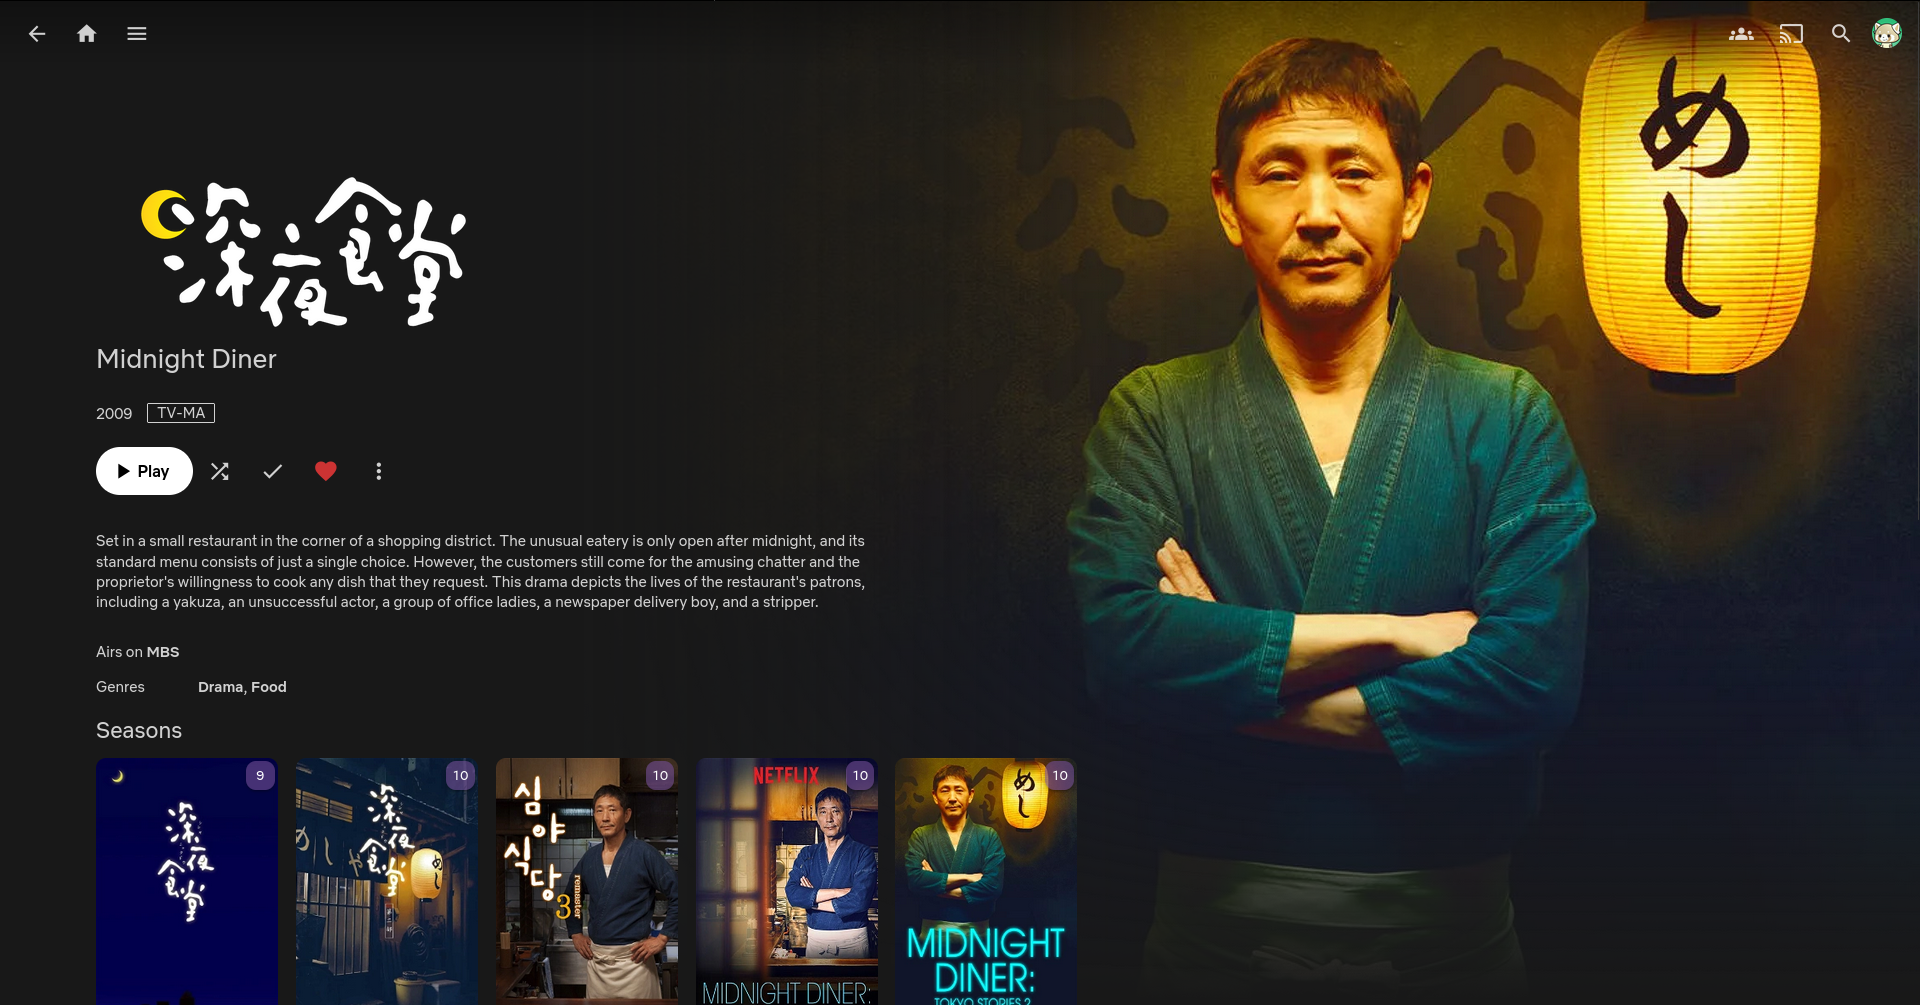 めし
深夜食堂
Midnight Diner
2009 TV-MA
Play
Set in a small restaurant in the corner of a shopping district. The unusual eatery is only open after midnight, and its
standard menu consists of just a single choice. However, the customers still come for the amusing chatter and the
proprietor's willingness to cook any dish that they request. This drama depicts the lives of the restaurant's patrons,
including a yakuza, an unsuccessful actor, a group of office ladies, a newspaper delivery boy, and a stripper.
Airs on MBS
Genres Drama, Food
Seasons
9
深夜
食堂
10
深夜
食堂
めしや
めし
10
심야
식당
3
remaster
10
NETFLIX
MIDNIGHT DINER:
10
めし
MIDNIGHT
DINER:
TOKYO STORIES 2